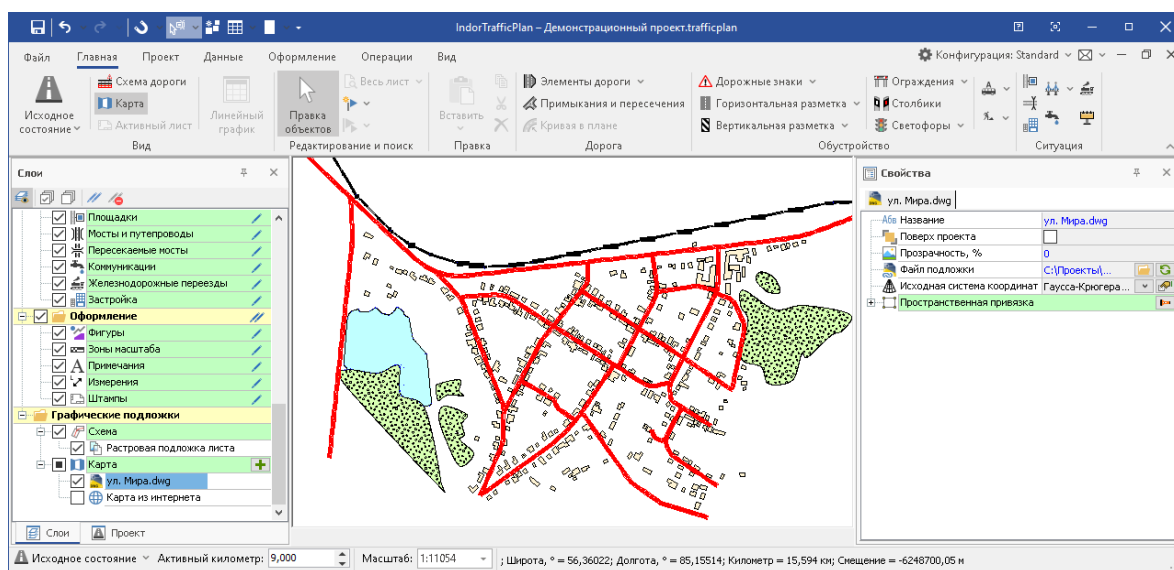 IndorTrafficPlan – Демонстрационный проект.trafficplan
Файл Главная Проект Данные Оформление Операции Вид Конфигурация: Standard
Исходное состояние
Схема дороги
Карта
Активный лист
Линейный график
Вид
Правка объектов
Весь лист
Редактирование и поиск
Вставить
Правка
Элементы дороги
Примыкания и пересечения
Кривая в плане
Дорога
Дорожные знаки
Горизонтальная разметка
Вертикальная разметка
Ограждения
Столбики
Светофоры
Обустройство
Ситуация
Слои
Площадки
Мосты и путепроводы
Пересекаемые мосты
Коммуникации
Железнодорожные переезды
Застройка
Оформление
Фигуры
Зоны масштаба
Примечания
Измерения
Штампы
Графические подложки
Схема
Растровая подложка листа
Карта
ул. Мира.dwg
Карта из интернета
Слои Проект
Свойства
ул. Мира.dwg
Абв Название ул. Мира.dwg
Поверх проекта
Прозрачность, % 0
Файл подложки C:\Проекты\...
Исходная система координат Гаусса-Крюгера...
Пространственная привязка
Исходное состояние Активный километр: 9,000 Масштаб: 1:11054 ; Широта, ° = 56,36022; Долгота, ° = 85,15514; Километр = 15,594 км; Смещение = -6248700,05 м